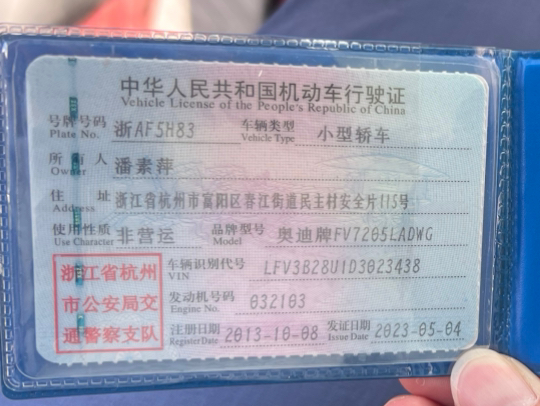 中华人民共和国机动车行驶证
Vehicle License of the People's Republic of China
号牌号码 浙AF5H83 车辆类型 小型轿车
Plate No. Vehicle Type
所有人 潘素萍
Owner
住址 浙江省杭州市富阳区春江街道民主村安全片115号
Address
使用性质 非营运 品牌型号 奥迪牌FV7205LADWG
Use Character Model
浙江省杭州
市公安局交
通警察支队
车辆识别代号 LFV3B28U1D3023438
VIN
发动机号码 032103
Engine No.
注册日期 2013-10-08 发证日期 2023-05-04
Register Date Issue Date